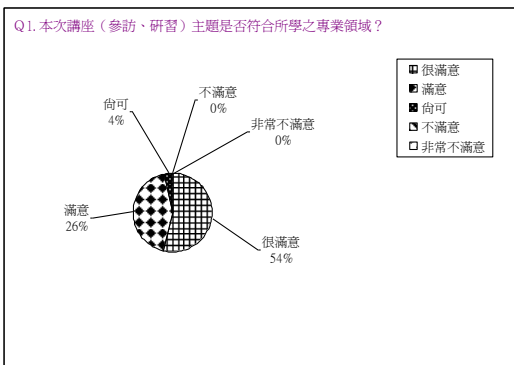 Q1.本次講座（參訪、研習）主題是否符合所學之專業領域？
很滿意
滿意
尚可
不滿意
非常不滿意
不滿意
0%
尚可
4%
非常不滿意
0%
滿意
26%
很滿意
54%